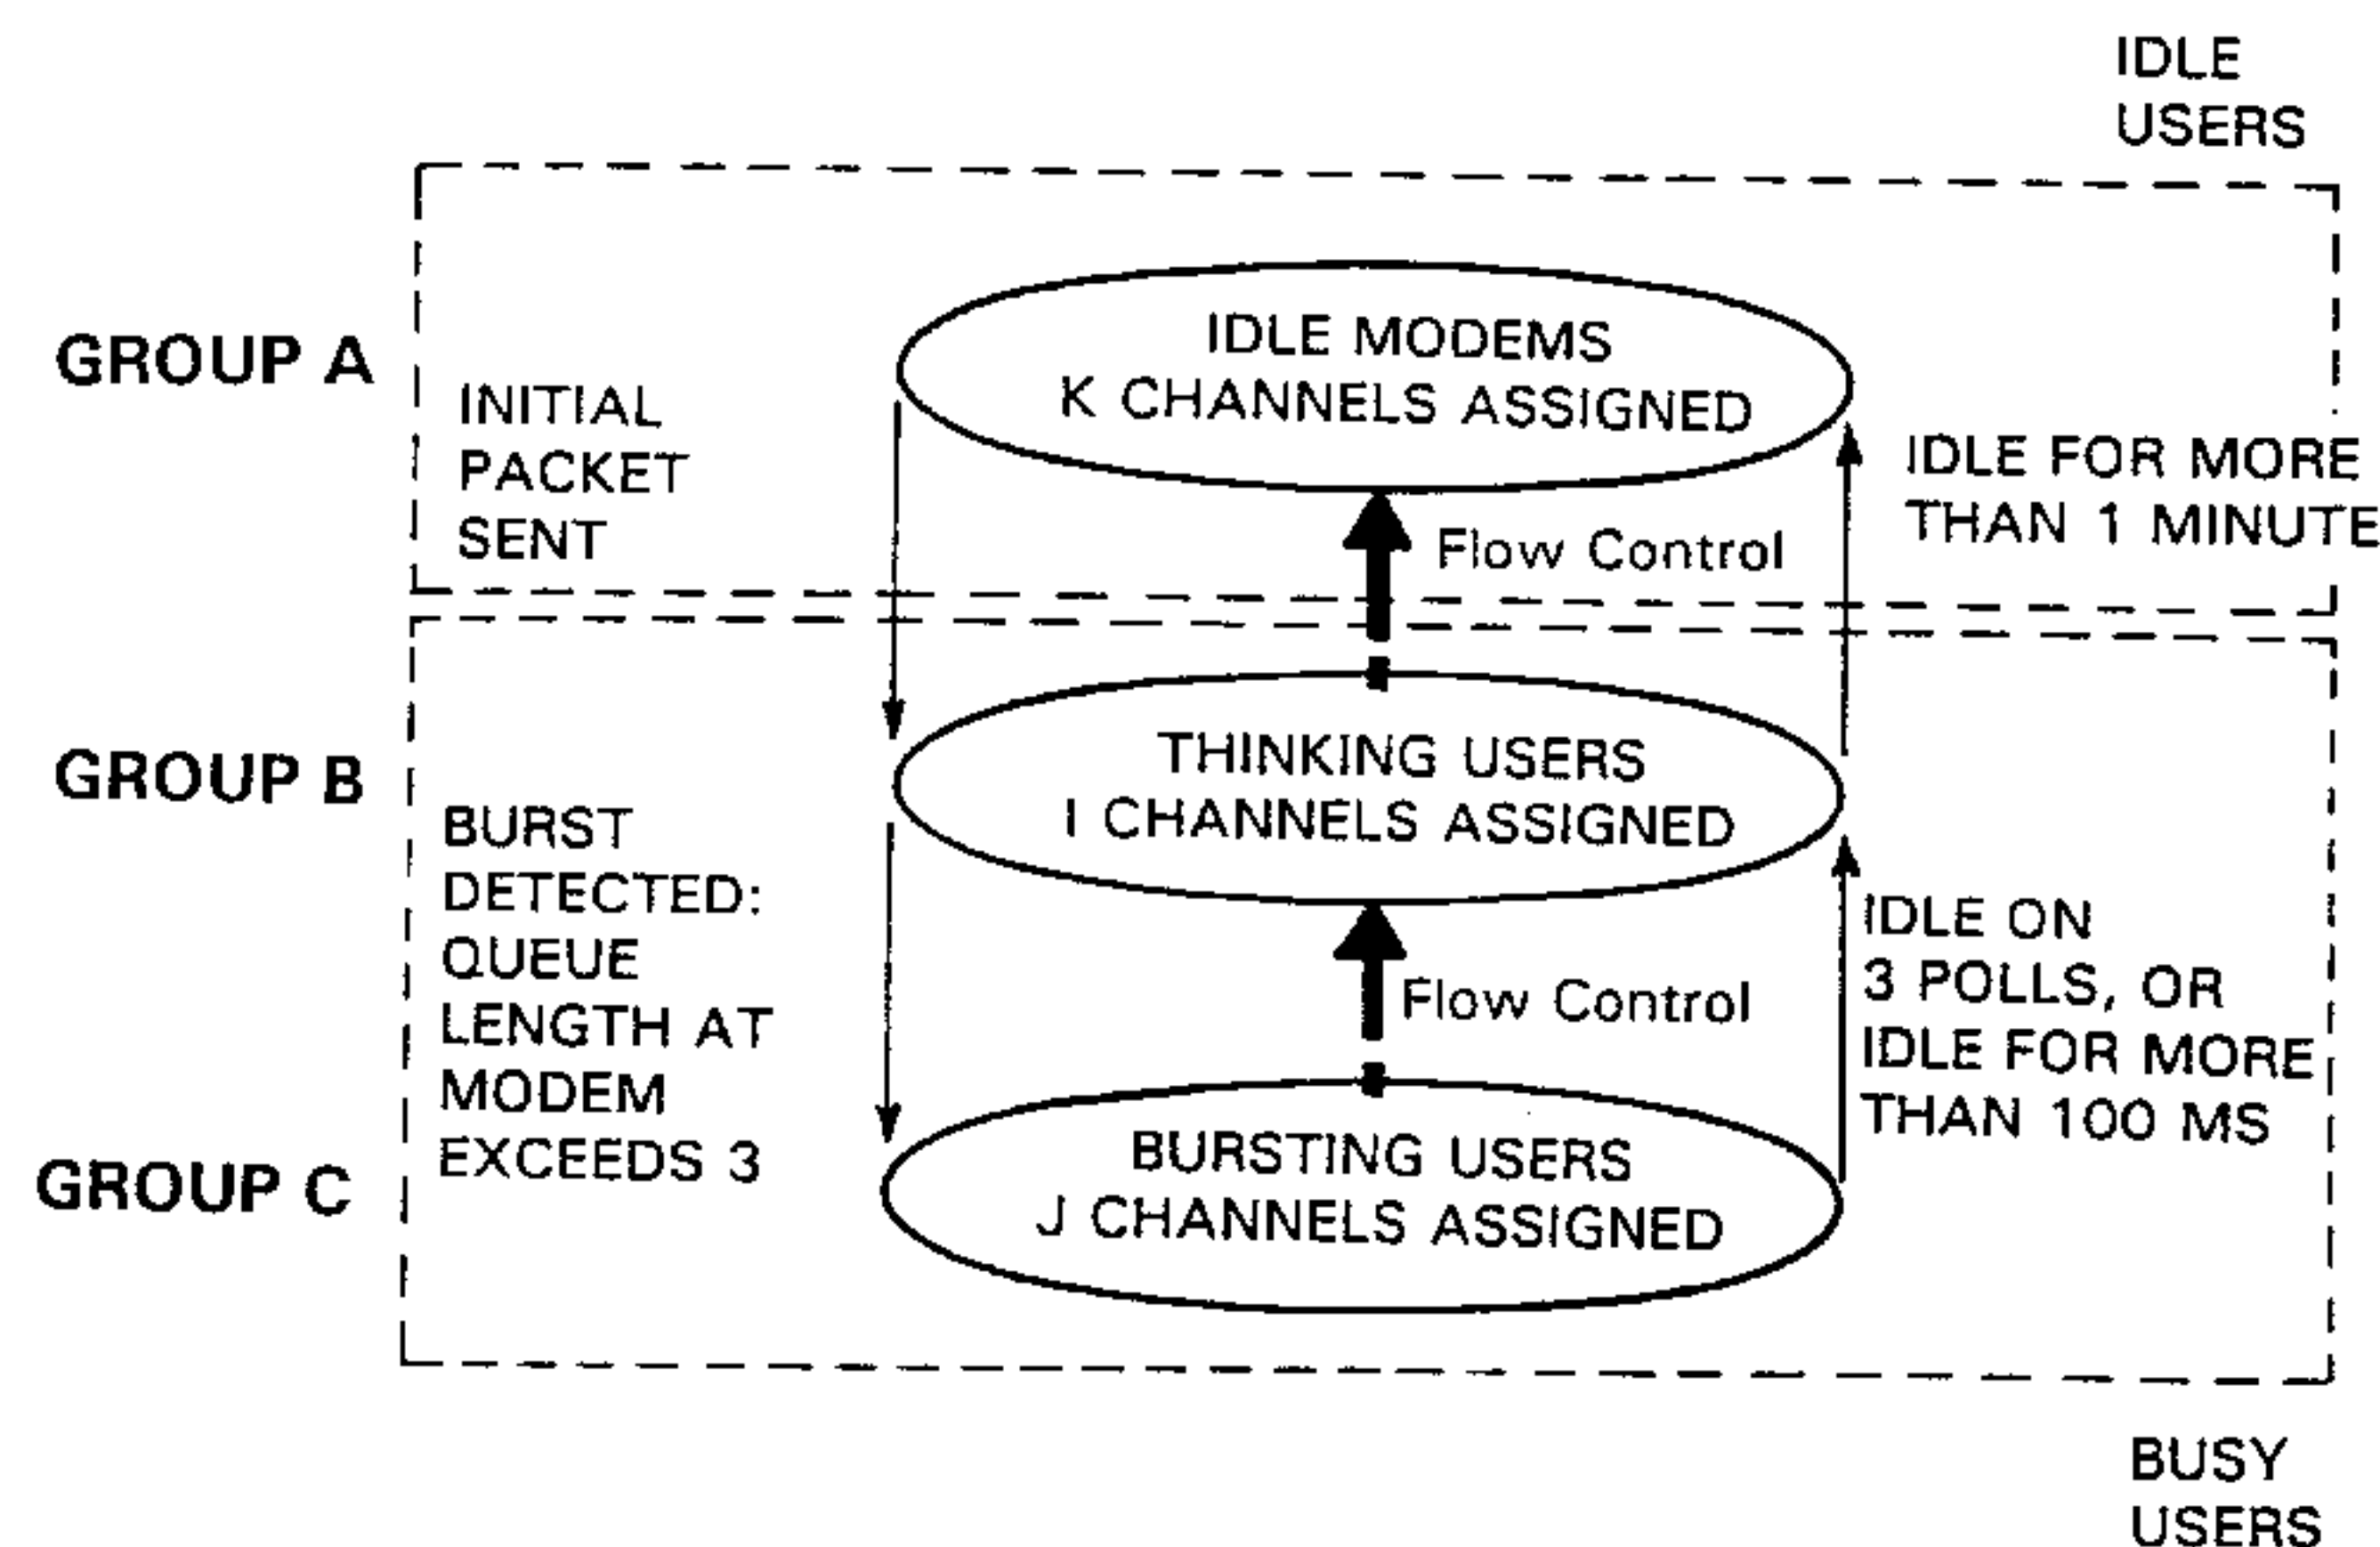 IDLE
USERS
GROUP A
INITIAL
PACKET
SENT
IDLE MODEMS
K CHANNELS ASSIGNED
IDLE FOR MORE
THAN 1 MINUTE
Flow Control
GROUP B
THINKING USERS
I CHANNELS ASSIGNED
BURST
DETECTED:
QUEUE
LENGTH AT
MODEM
EXCEEDS 3
Flow Control
IDLE ON
3 POLLS, OR
IDLE FOR MORE
THAN 100 MS
GROUP C
BURSTING USERS
J CHANNELS ASSIGNED
BUSY
USERS